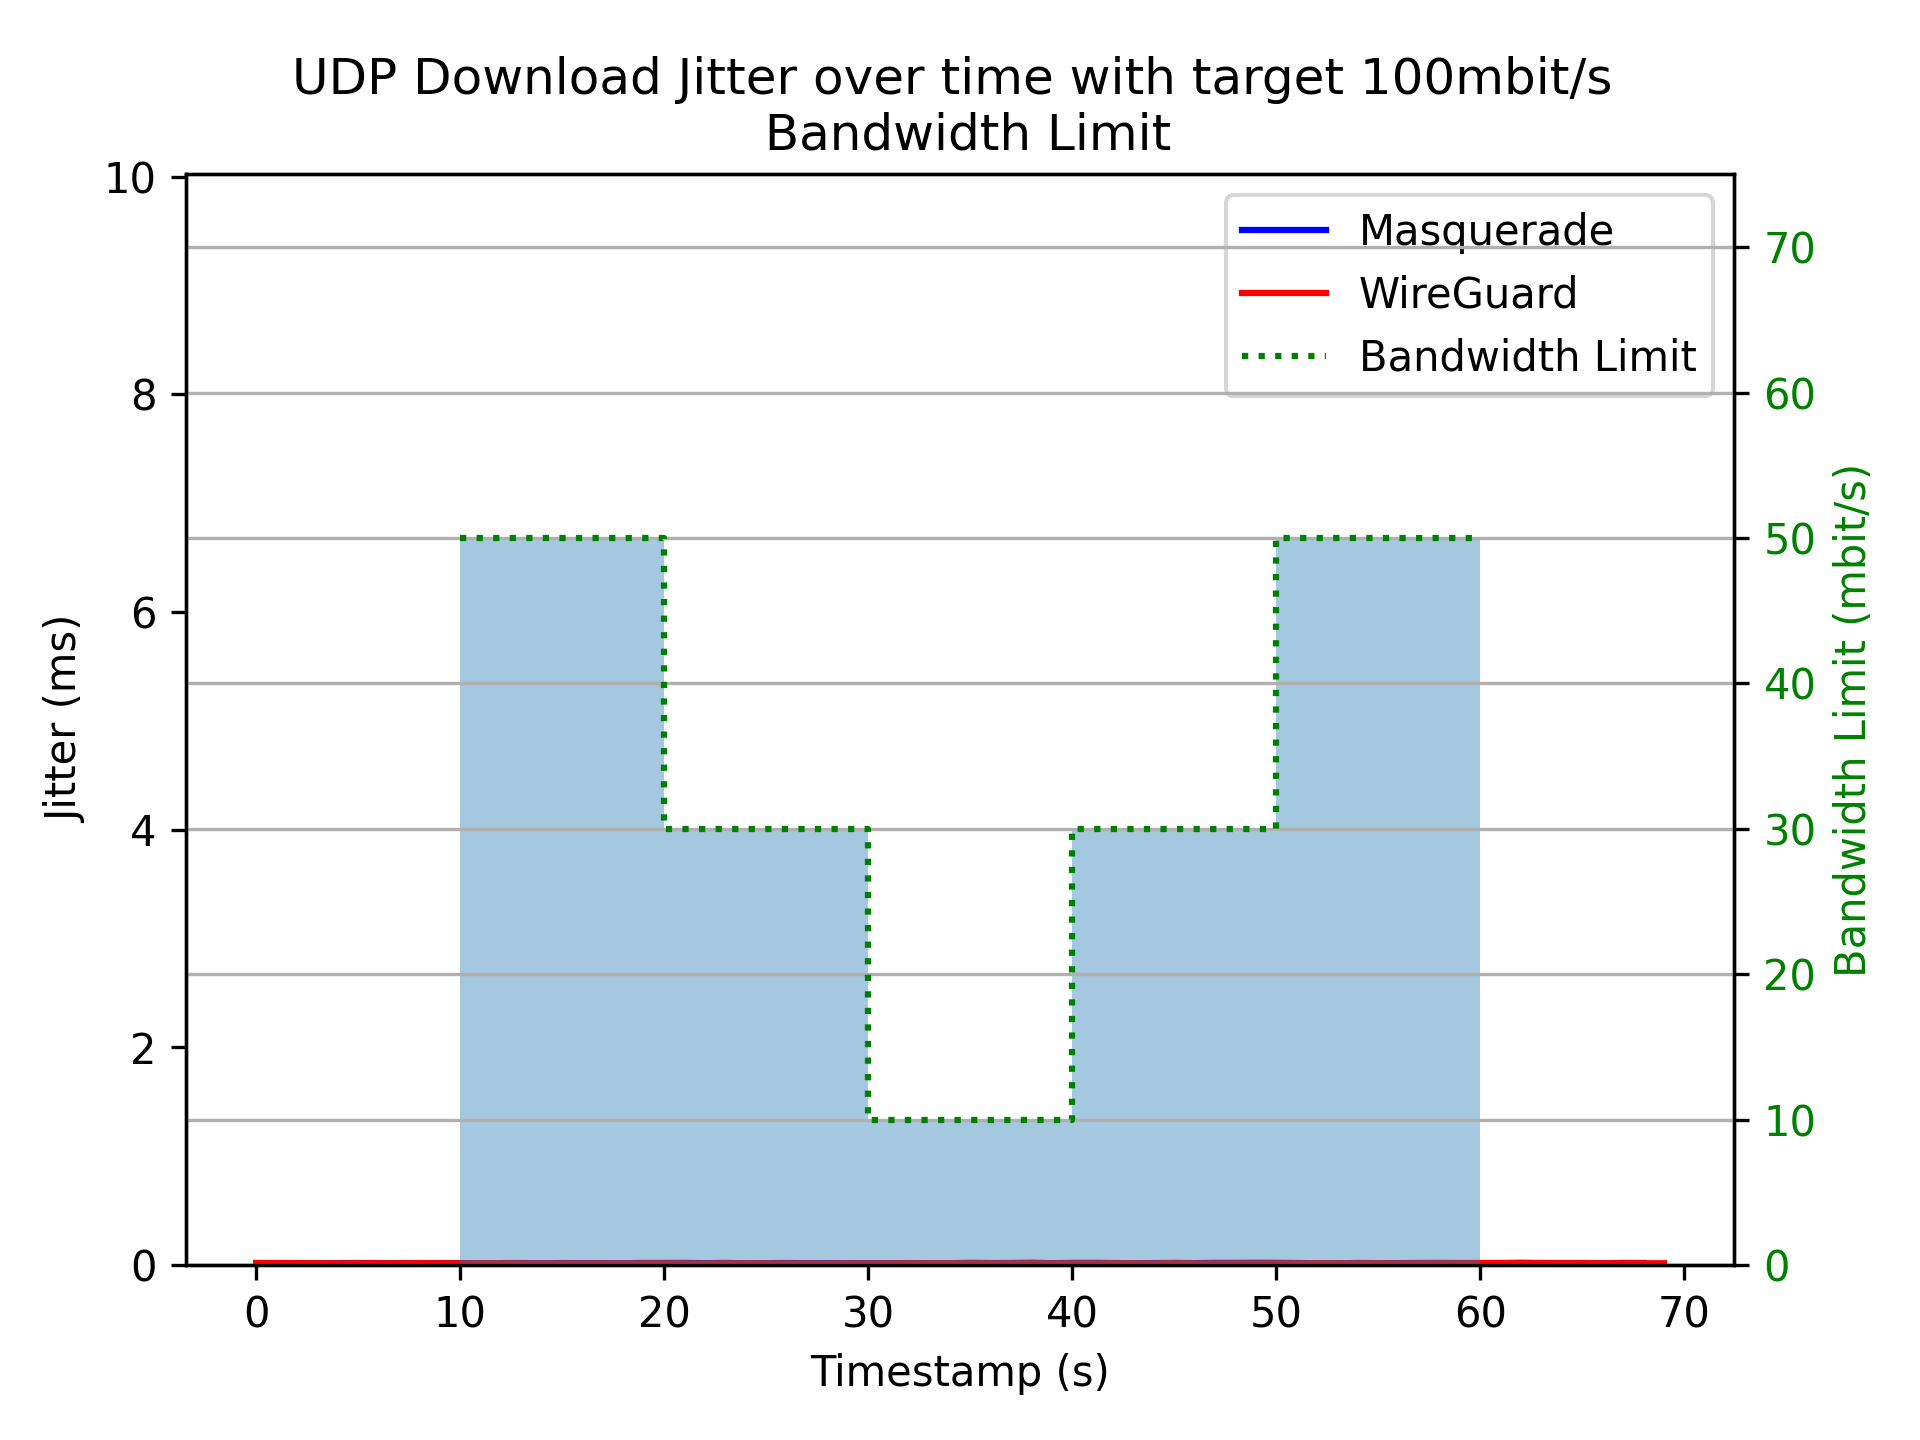 UDP Download Jitter over time with target 100mbit/s
Bandwidth Limit
Masquerade
WireGuard
Bandwidth Limit
Jitter (ms)
10
8
6
4
2
0
70
60
50
40
30
20
10
0
Bandwidth Limit (mbit/s)
0 10 20 30 40 50 60 70
Timestamp (s)